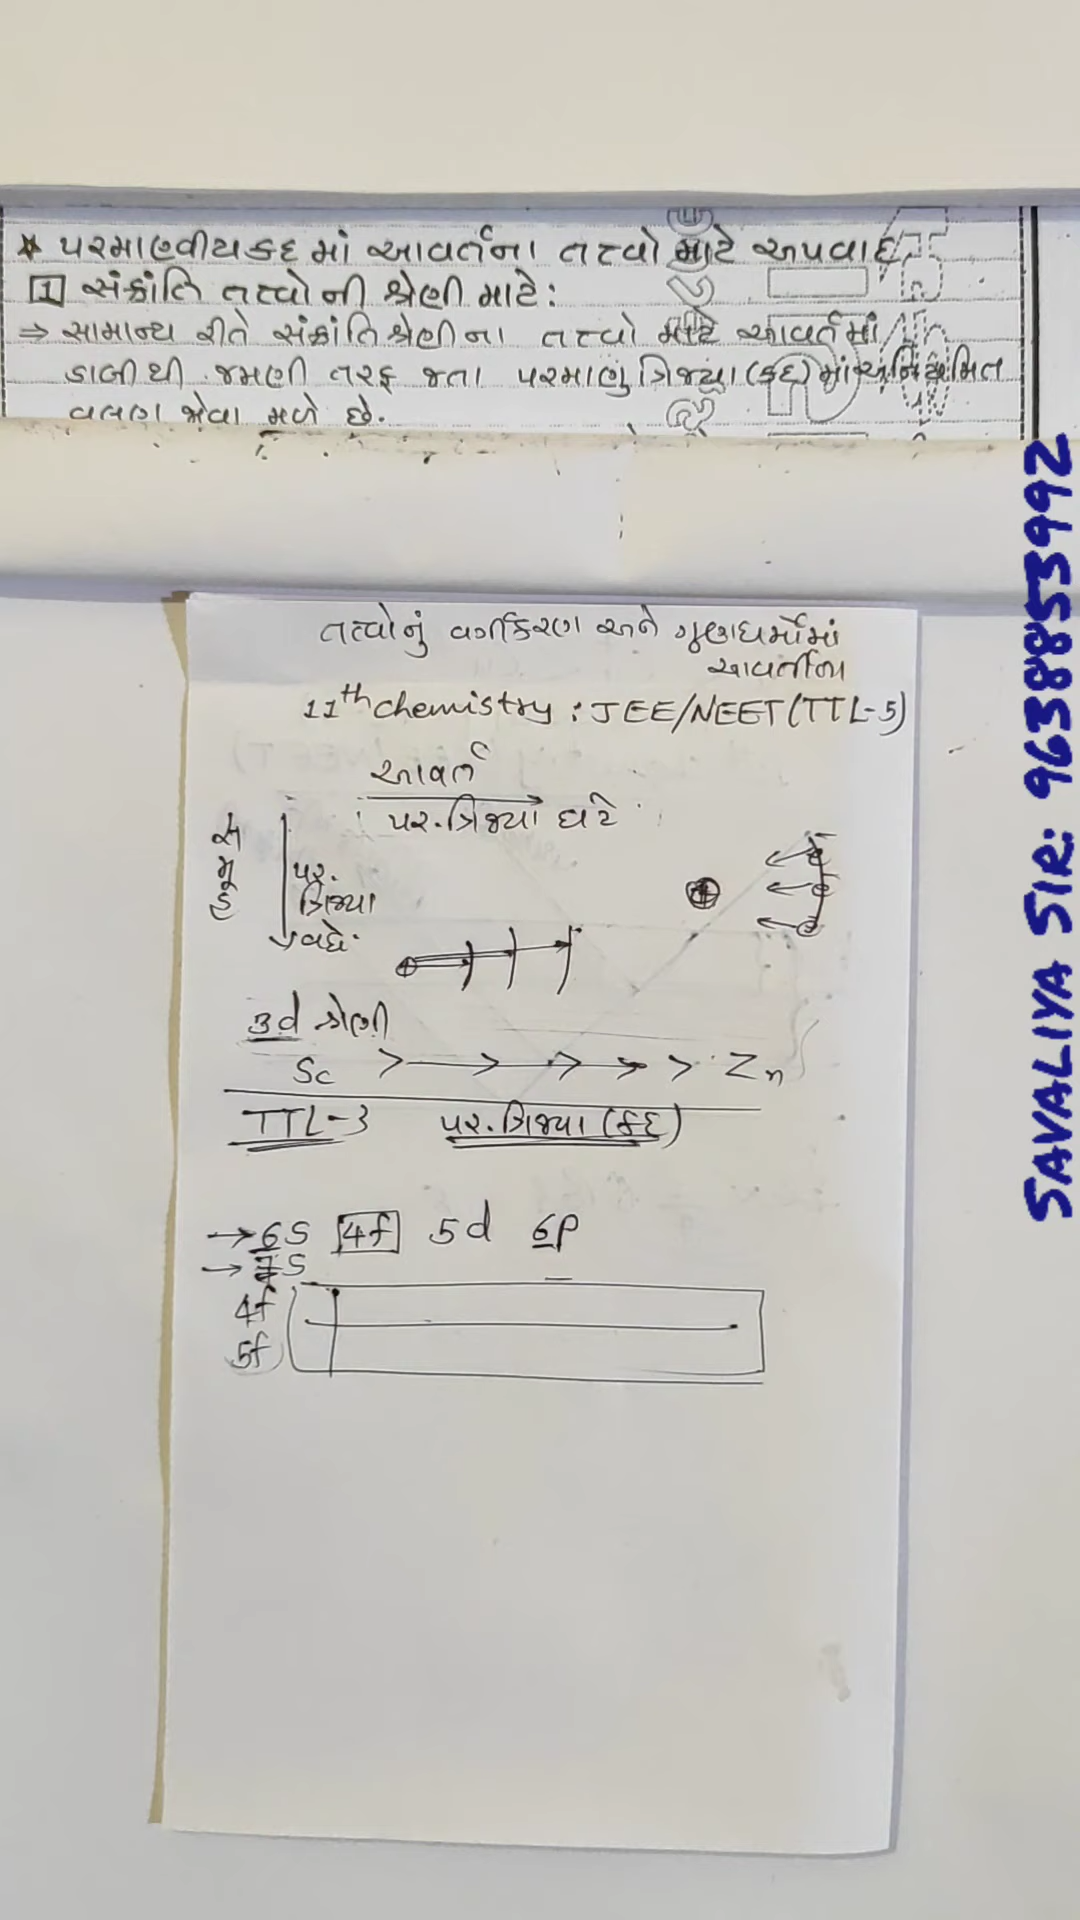 * પરમાણ્વીયકદ માં આવર્તના તત્વો માટે અપવાદ
1 સંક્રાંતિ તત્વો ની શ્રેણી માટે:
⇒ સામાન્ય રીતે સંક્રાંતિશ્રેણીના તત્વો માટે આવર્તમાં
ડાબીથી જમણી તરફ જતા પરમાણુત્રિજ્યા (કદ)માં અનિયમિત
વલણ જોવા મળે છે.
તત્વોનું વર્ગીકરણ અને ગુણધર્મોમાં
આવર્તીતા
11th chemistry : JEE/NEET (TTL-5)
આવર્ત
પર.ત્રિજ્યા ઘટે
સમૂહ
પર.
ત્રિજ્યા
વધે.
3d શ્રેણી
Sc > → > > > > Zn
TTL-3 પર.ત્રિજ્યા (કદ)
→ 6s 4f 5d 6p
→ 7s
4f
5f
SAVALIYA SIR: 9638853992